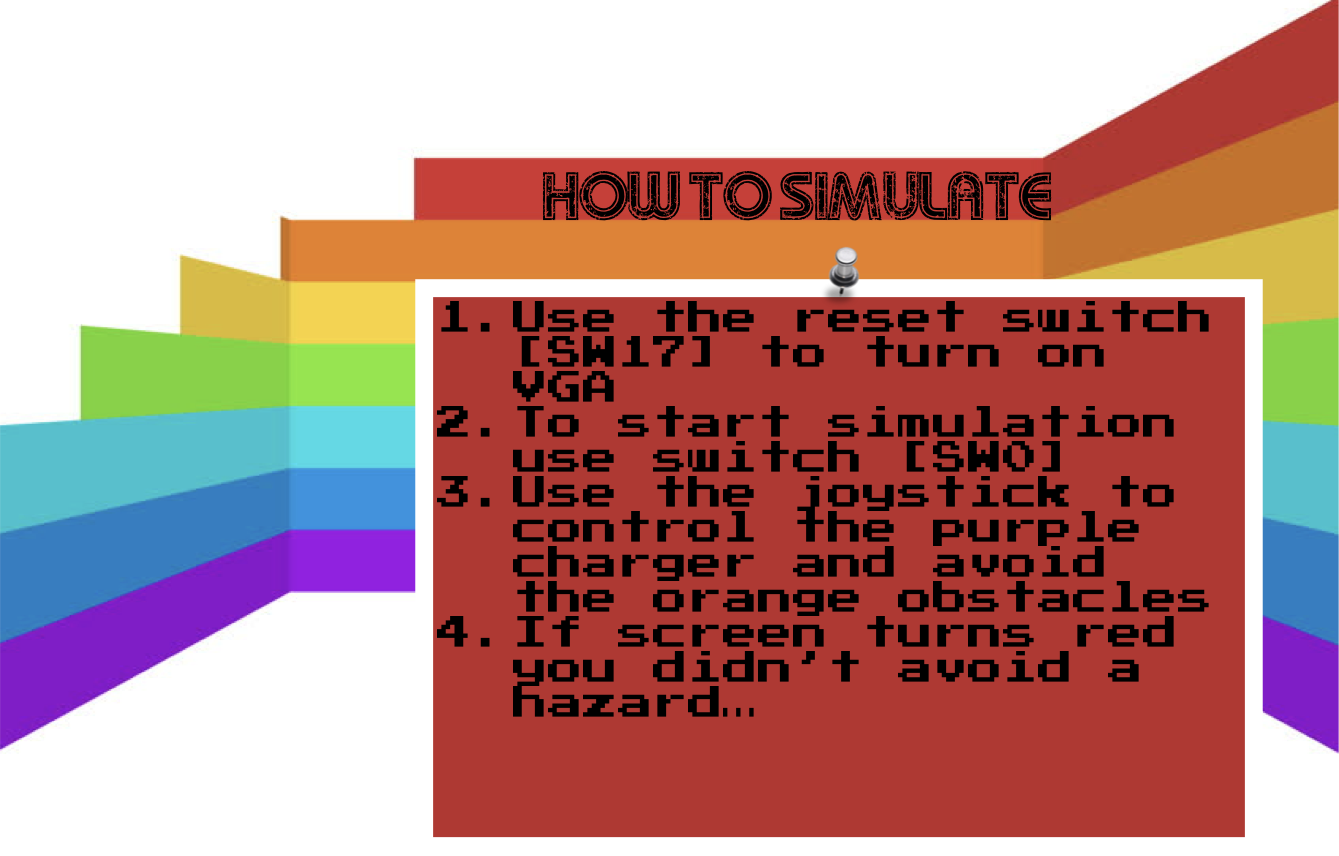 HOW TO SIMULATE
1. Use the reset switch
[SW17] to turn on
VGA
2. To start simulation
use switch [SW0]
3. Use the joystick to
control the purple
charger and avoid
the orange obstacles
4. If screen turns red
you didn't avoid a
hazard…